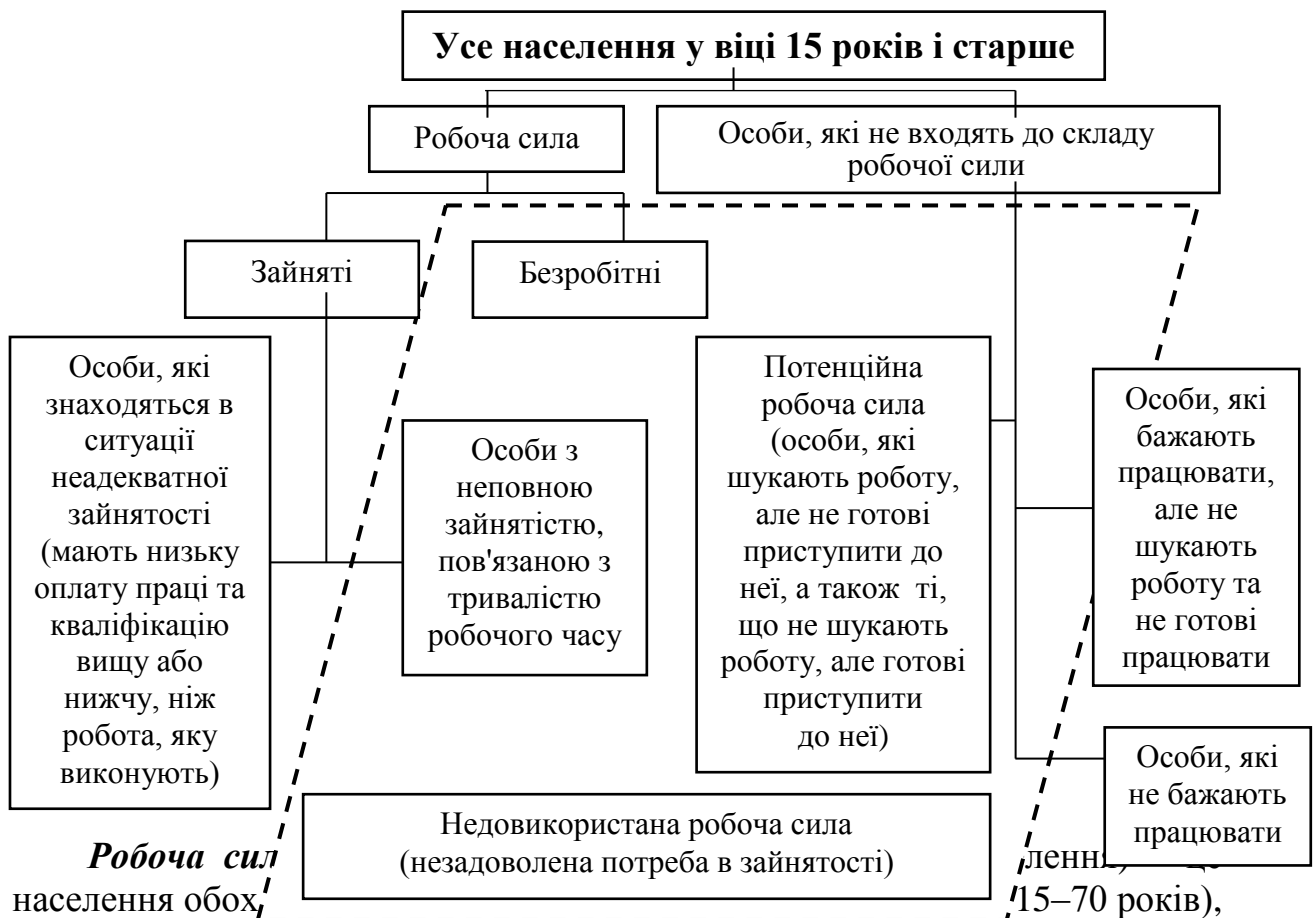 Усе населення у віці 15 років і старше
Робоча сила
Особи, які не входять до складу
робочої сили
Зайняті
Безробітні
Особи, які
знаходяться в
ситуації
неадекватної
зайнятості
(мають низьку
оплату праці та
кваліфікацію
вищу або
нижчу, ніж
робота, яку
виконують)
Особи з
неповною
зайнятістю,
пов'язаною з
тривалістю
робочого часу
Потенційна
робоча сила
(особи, які
шукають роботу,
але не готові
приступити до
неї, а також ті,
що не шукають
роботу, але готові
приступити
до неї)
Особи, які
бажають
працювати,
але не
шукають
роботу та
не готові
працювати
Особи, які
не бажають
працювати
Недовикористана робоча сила
(незадоволена потреба в зайнятості)
Робоча сил лення)
населення обох 15–70 років),